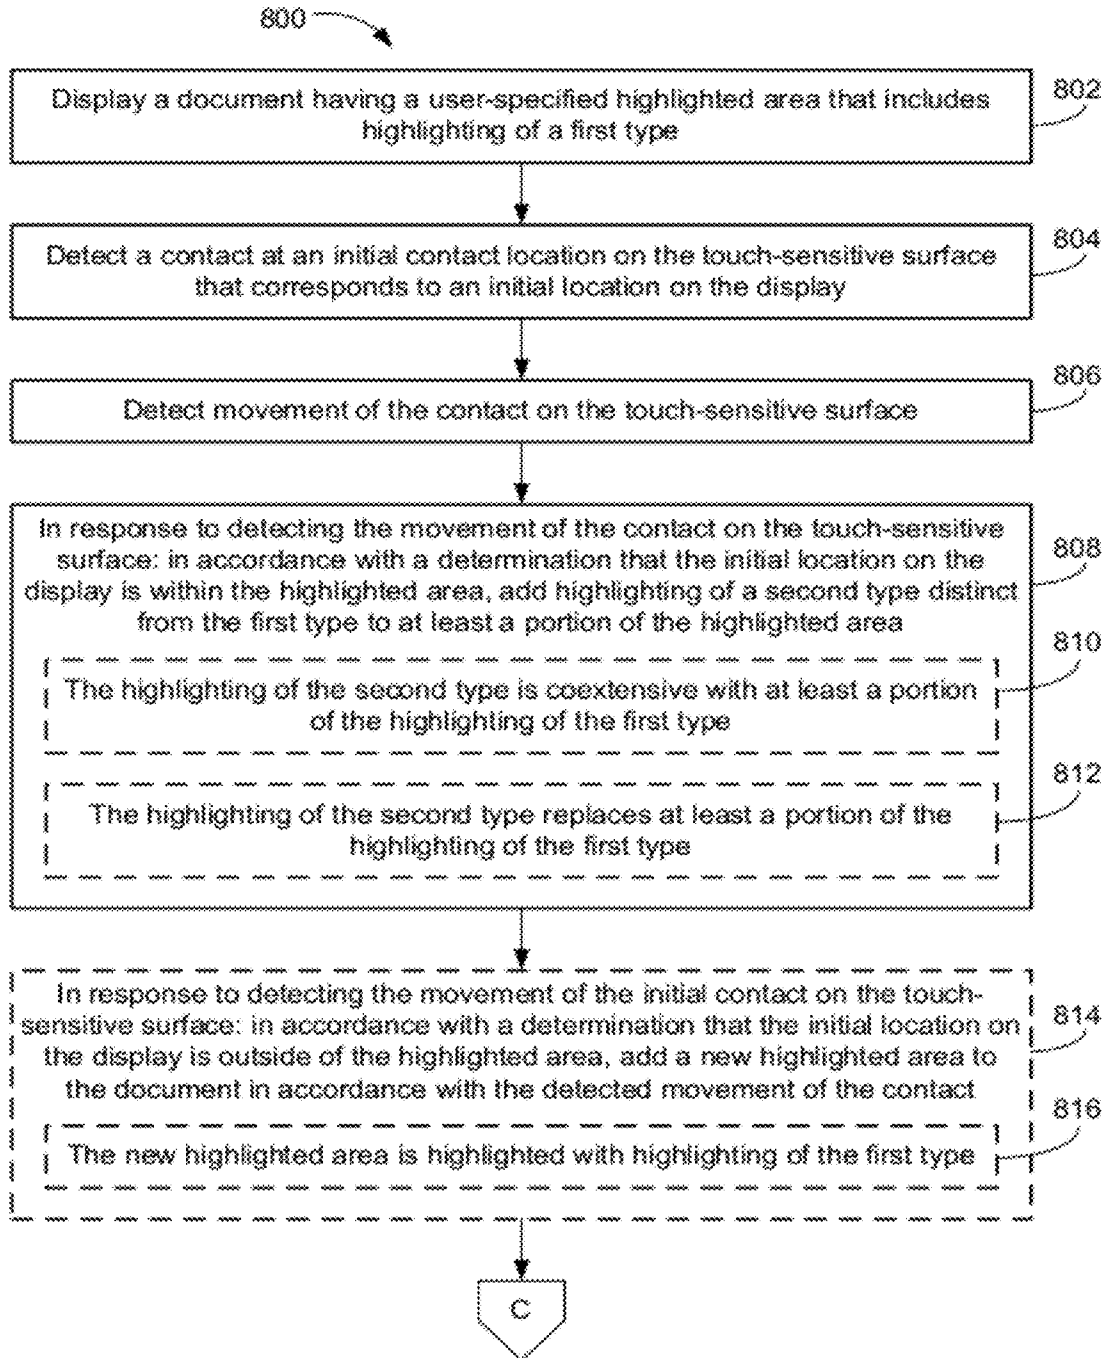 800
Display a document having a user-specified highlighted area that includes
highlighting of a first type
802
Detect a contact at an initial contact location on the touch-sensitive surface
that corresponds to an initial location on the display
804
Detect movement of the contact on the touch-sensitive surface
806
In response to detecting the movement of the contact on the touch-sensitive
surface: in accordance with a determination that the initial location on the
display is within the highlighted area, add highlighting of a second type distinct
from the first type to at least a portion of the highlighted area
808
The highlighting of the second type is coextensive with at least a portion
of the highlighting of the first type
810
The highlighting of the second type replaces at least a portion of the
highlighting of the first type
812
In response to detecting the movement of the initial contact on the touch-
sensitive surface: in accordance with a determination that the initial location on
the display is outside of the highlighted area, add a new highlighted area to
the document in accordance with the detected movement of the contact
814
The new highlighted area is highlighted with highlighting of the first type
816
C